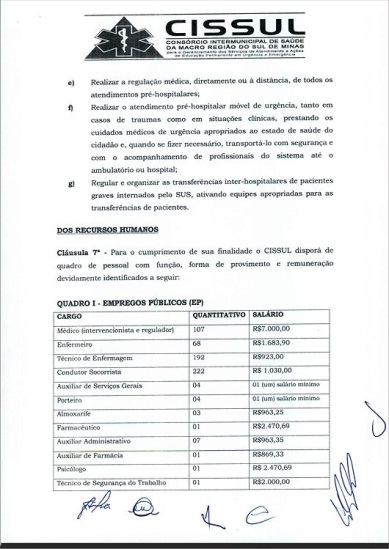 CISSUL
CONSÓRCIO INTERMUNICIPAL DE SAÚDE
DA MACRO REGIÃO DO SUL DE MINAS
para o Gerenciamento dos Serviços de Atendimento e Ações
de Educação Permanente em Urgência e Emergência
e) Realizar a regulação médica, diretamente ou à distância, de todos os
atendimentos pré-hospitalares;
f) Realizar o atendimento pré-hospitalar móvel de urgência, tanto em
casos de traumas como em situações clínicas, prestando os
cuidados médicos de urgência apropriados ao estado de saúde do
cidadão e, quando se fizer necessário, transportá-lo com segurança e
com o acompanhamento de profissionais do sistema até o
ambulatório ou hospital;
g) Regular e organizar as transferências inter-hospitalares de pacientes
graves internados pelo SUS, ativando equipes apropriadas para as
transferências de pacientes.
DOS RECURSOS HUMANOS
Cláusula 7ª - Para o cumprimento de sua finalidade o CISSUL disporá de
quadro de pessoal com função, forma de provimento e remuneração
devidamente identificados a seguir:
QUADRO I - EMPREGOS PÚBLICOS (EP)
CARGO QUANTITATIVO SALÁRIO
Médico (intervencionista e regulador) 107 R$7.000,00
Enfermeiro 68 R$1.683,90
Técnico de Enfermagem 192 R$923,00
Condutor Socorrista 222 R$ 1.030,00
Auxiliar de Serviços Gerais 04 01 (um) salário mínimo
Porteiro 04 01 (um) salário mínimo
Almoxarife 03 R$963,25
Farmacêutico 01 R$2.470,69
Auxiliar Administrativo 07 R$963,35
Auxiliar de Farmácia 01 R$869,33
Psicólogo 01 R$ 2.470,69
Técnico de Segurança do Trabalho 01 R$2.000,00